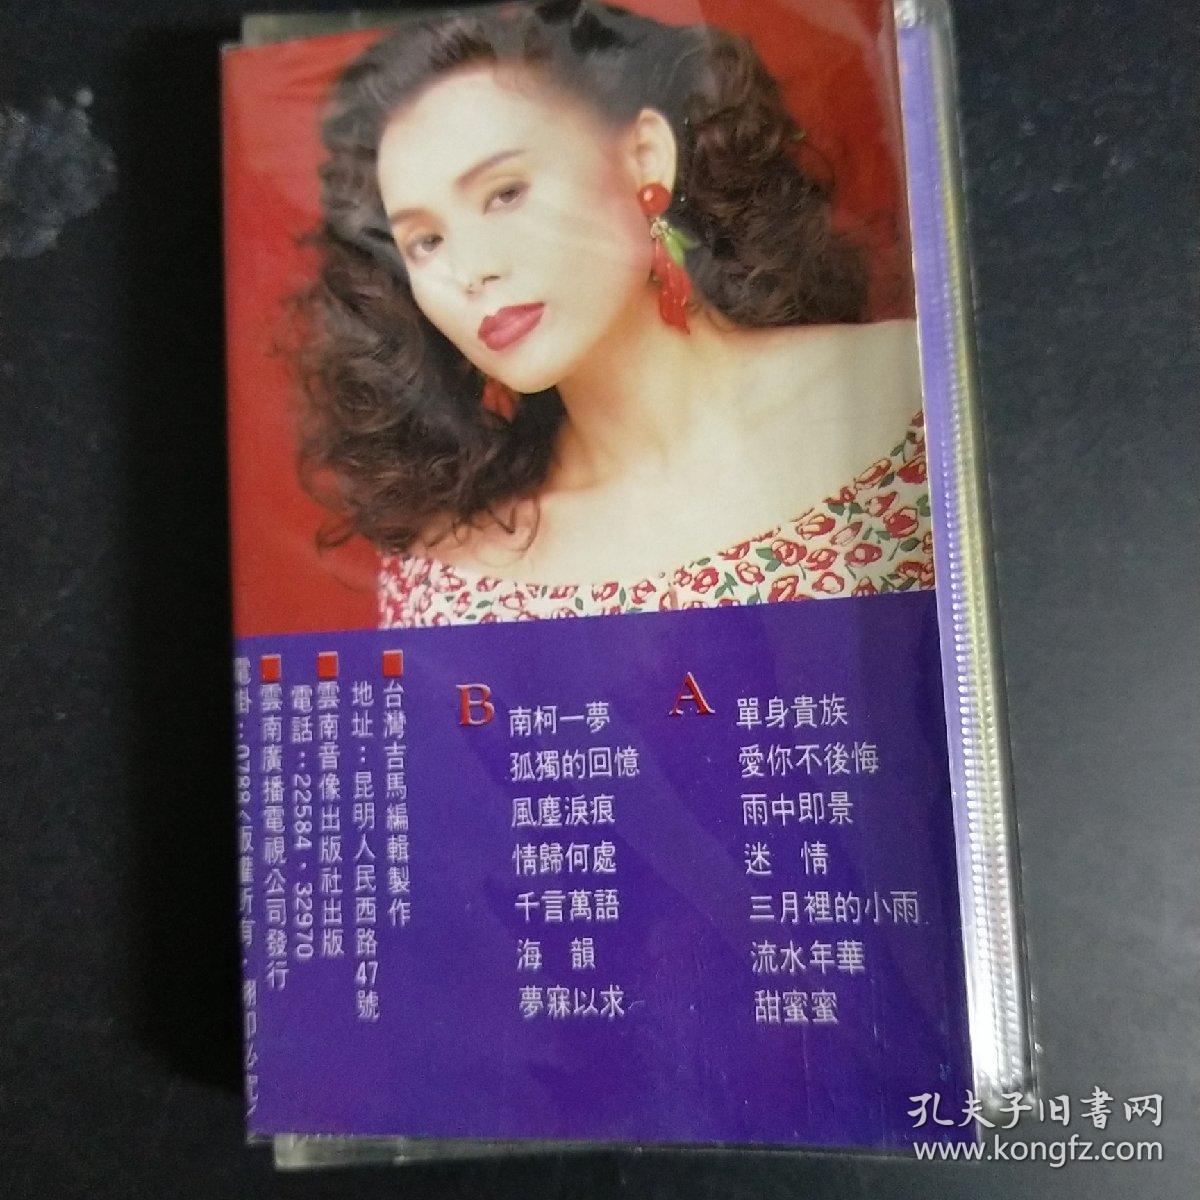 A
單身貴族
愛你不後悔
雨中即景
迷 情
三月裡的小雨
流水年華
甜蜜蜜
B
南柯一夢
孤獨的回憶
風塵淚痕
情歸何處
千言萬語
海 韻
夢寐以求
台灣吉馬編輯製作
地址：昆明人民西路47號
雲南音像出版社出版
電話：22584·32970
雲南廣播電視公司發行
孔夫子旧书网
www.kongfz.com